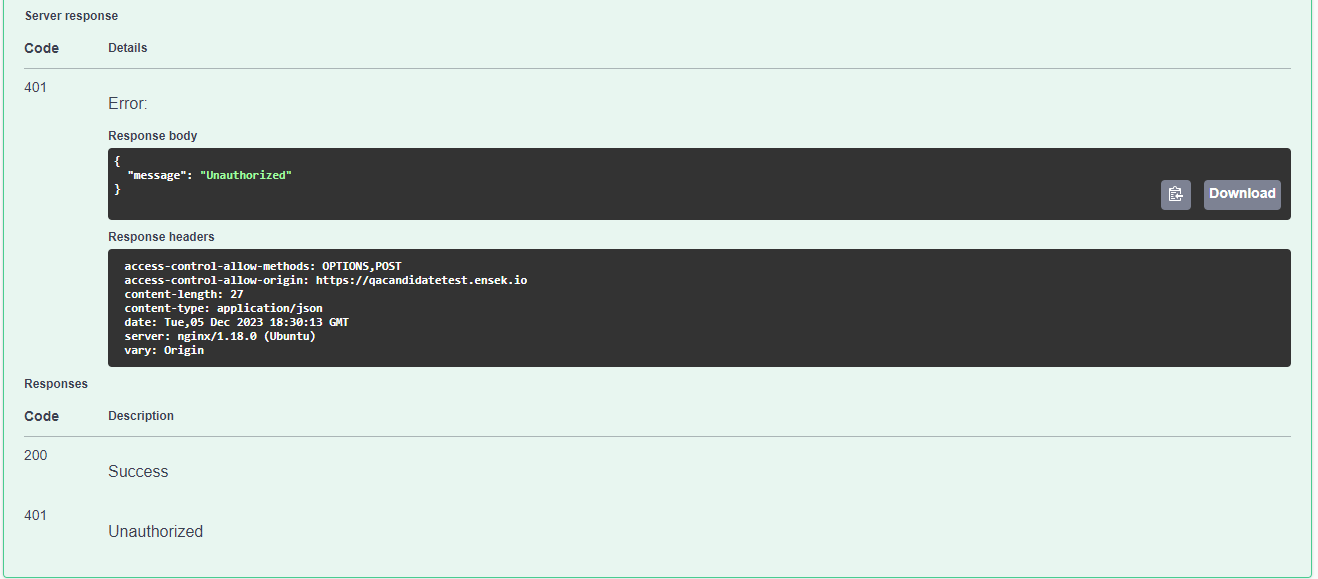 Server response
Code Details
401
Error:
Response body
{
"message": "Unauthorized"
}
Download
Response headers
access-control-allow-methods: OPTIONS,POST
access-control-allow-origin: https://qacandidatetest.ensek.io
content-length: 27
content-type: application/json
date: Tue,05 Dec 2023 18:30:13 GMT
server: nginx/1.18.0 (Ubuntu)
vary: Origin
Responses
Code Description
200
Success
401
Unauthorized